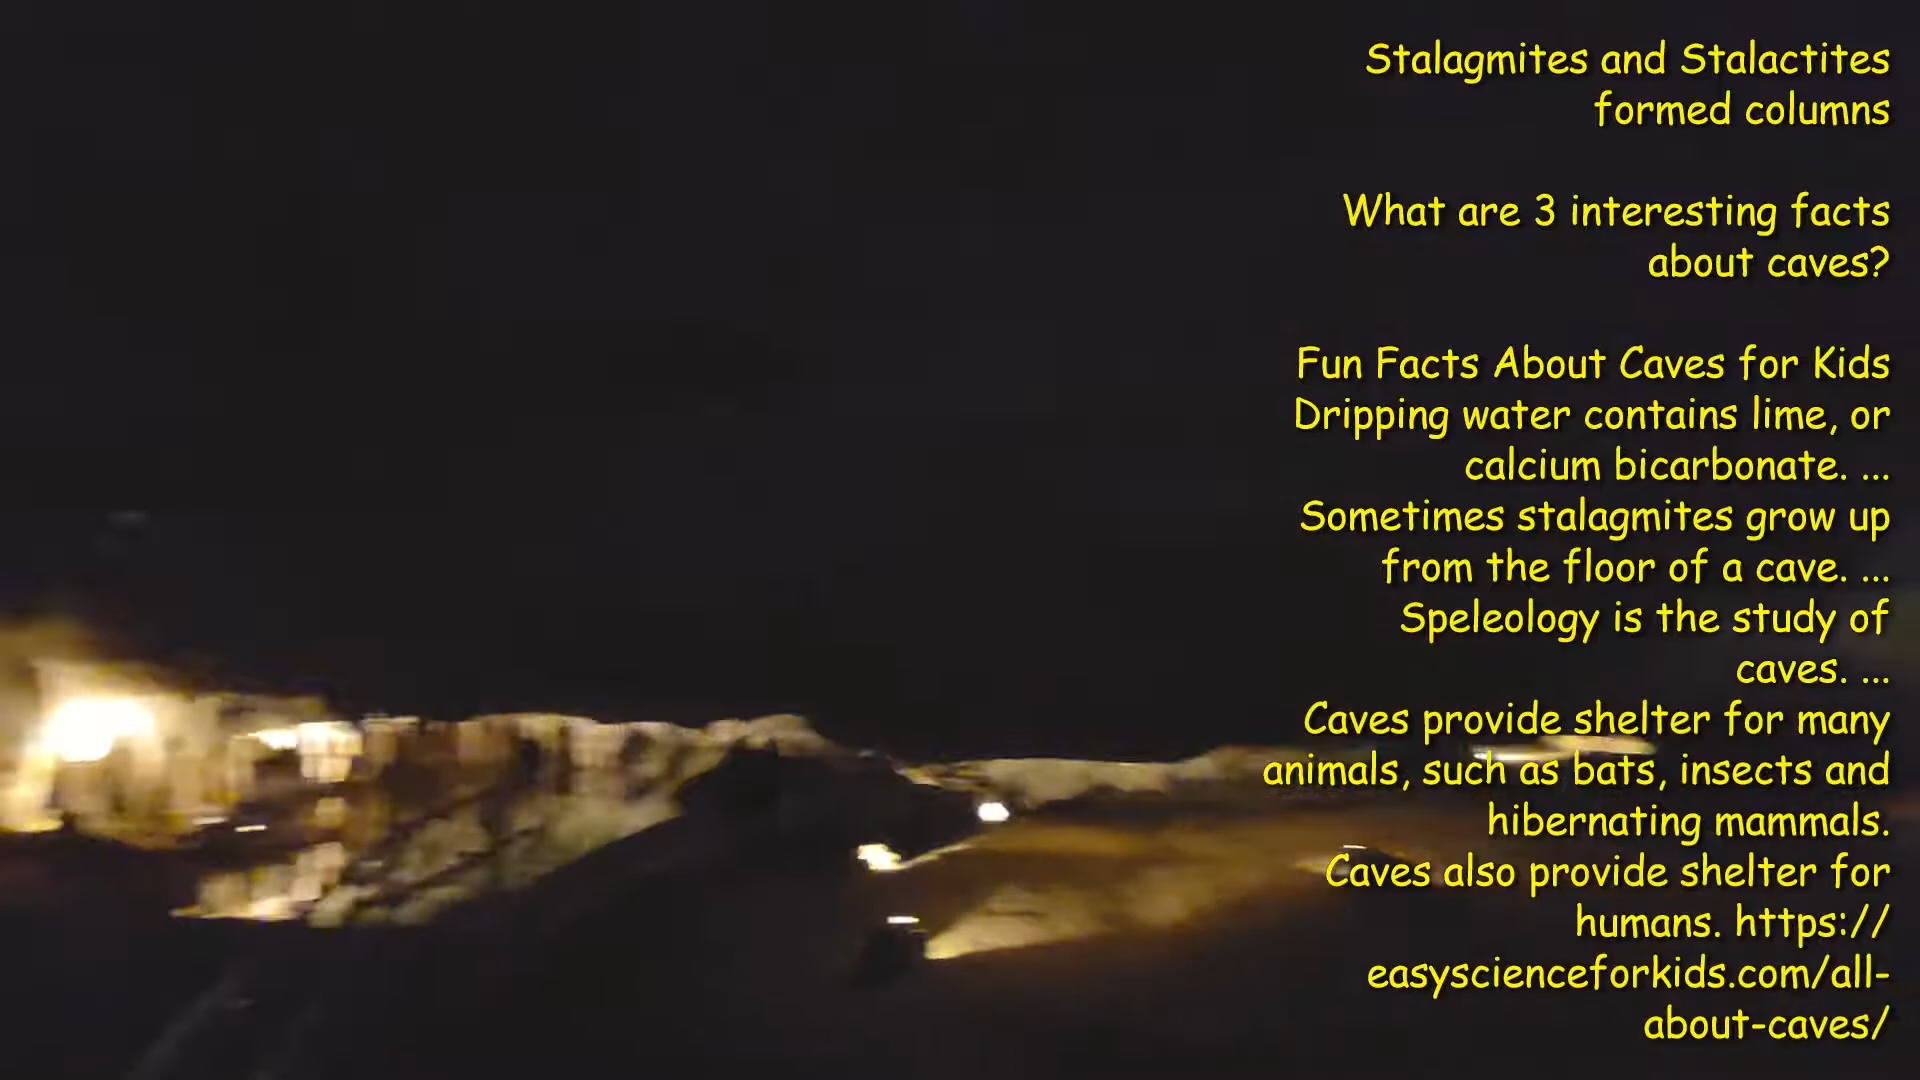 Stalagmites and Stalactites
formed columns
What are 3 interesting facts
about caves?
Fun Facts About Caves for Kids
Dripping water contains lime, or
calcium bicarbonate. ...
Sometimes stalagmites grow up
from the floor of a cave. ...
Speleology is the study of
caves. ...
Caves provide shelter for many
animals, such as bats, insects and
hibernating mammals.
Caves also provide shelter for
humans. https://
easyscienceforkids.com/all-
about-caves/